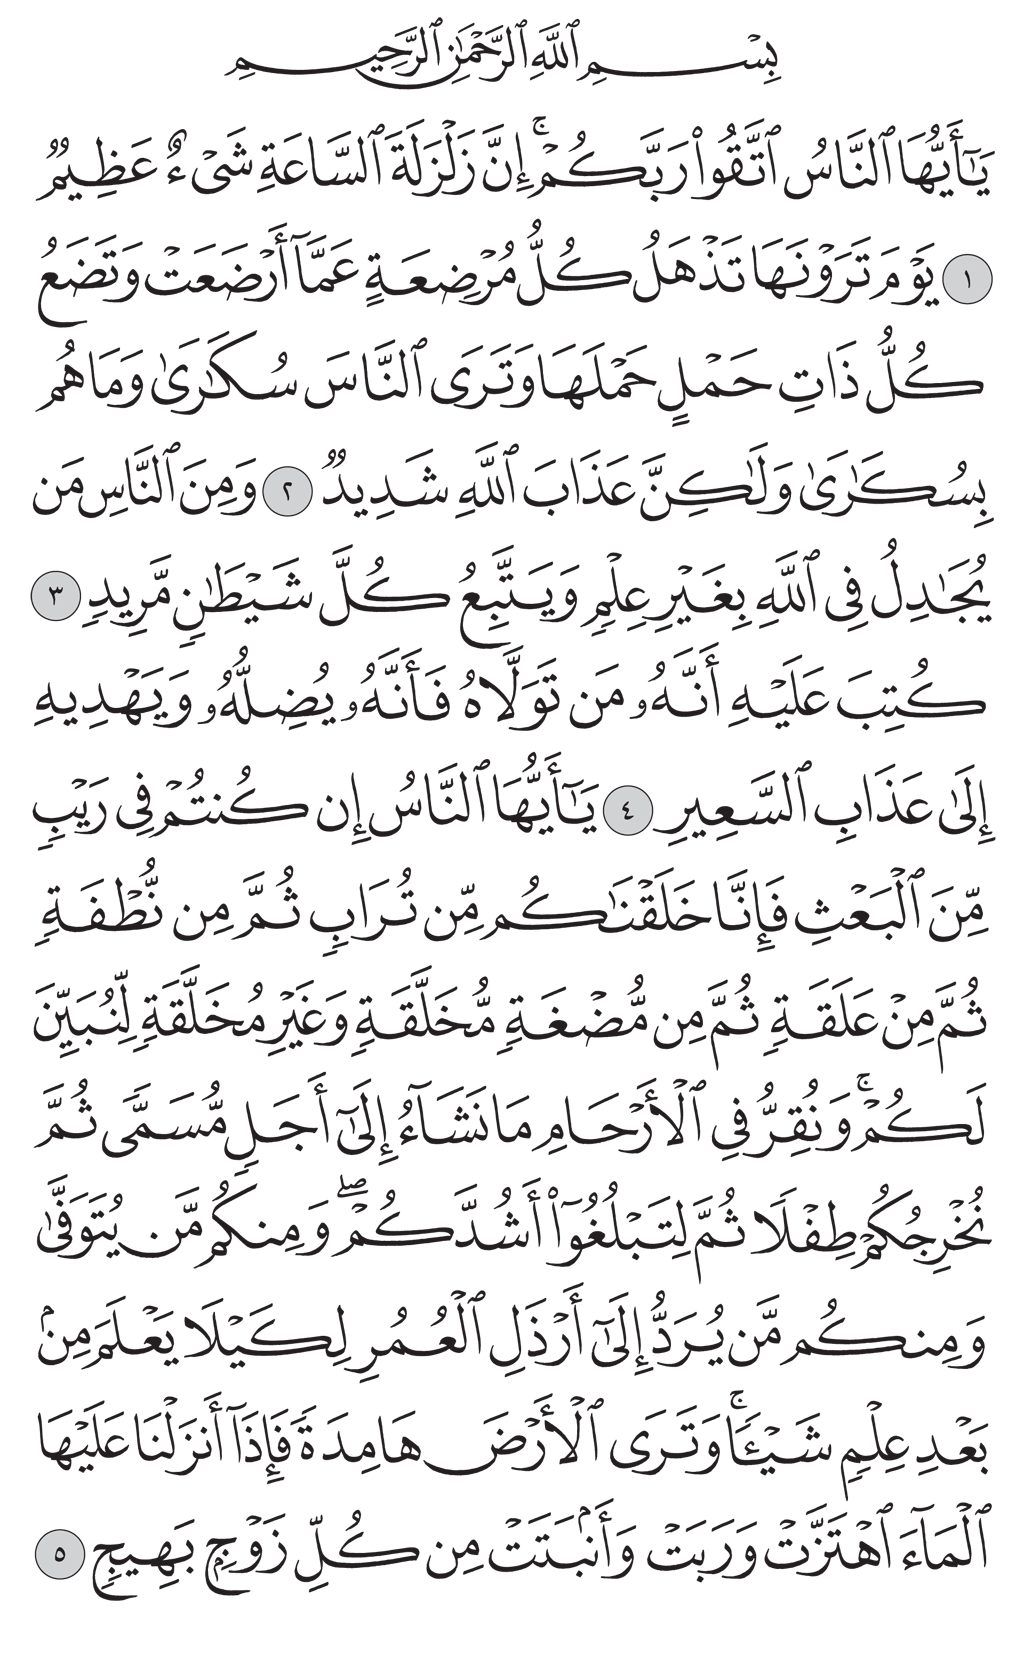 بِسْمِ ٱللَّهِ ٱلرَّحْمَٰنِ ٱلرَّحِيمِ
يَٰٓأَيُّهَا ٱلنَّاسُ ٱتَّقُوا۟ رَبَّكُمْ ۚ إِنَّ زَلْزَلَةَ ٱلسَّاعَةِ شَىْءٌ عَظِيمٌ
١ يَوْمَ تَرَوْنَهَا تَذْهَلُ كُلُّ مُرْضِعَةٍ عَمَّآ أَرْضَعَتْ وَتَضَعُ
كُلُّ ذَاتِ حَمْلٍ حَمْلَهَا وَتَرَى ٱلنَّاسَ سُكَٰرَىٰ وَمَا هُم
بِسُكَٰرَىٰ وَلَٰكِنَّ عَذَابَ ٱللَّهِ شَدِيدٌ ٢ وَمِنَ ٱلنَّاسِ مَن
يُجَٰدِلُ فِى ٱللَّهِ بِغَيْرِ عِلْمٍ وَيَتَّبِعُ كُلَّ شَيْطَٰنٍ مَّرِيدٍ ٣
كُتِبَ عَلَيْهِ أَنَّهُۥ مَن تَوَلَّاهُ فَأَنَّهُۥ يُضِلُّهُۥ وَيَهْدِيهِ
إِلَىٰ عَذَابِ ٱلسَّعِيرِ ٤ يَٰٓأَيُّهَا ٱلنَّاسُ إِن كُنتُمْ فِى رَيْبٍ
مِّنَ ٱلْبَعْثِ فَإِنَّا خَلَقْنَٰكُم مِّن تُرَابٍ ثُمَّ مِن نُّطْفَةٍ
ثُمَّ مِنْ عَلَقَةٍ ثُمَّ مِن مُّضْغَةٍ مُّخَلَّقَةٍ وَغَيْرِ مُخَلَّقَةٍ لِّنُبَيِّنَ
لَكُمْ ۚ وَنُقِرُّ فِى ٱلْأَرْحَامِ مَا نَشَآءُ إِلَىٰٓ أَجَلٍ مُّسَمًّى ثُمَّ
نُخْرِجُكُمْ طِفْلًا ثُمَّ لِتَبْلُغُوٓا۟ أَشُدَّكُمْ ۖ وَمِنكُم مَّن يُتَوَفَّىٰ
وَمِنكُم مَّن يُرَدُّ إِلَىٰٓ أَرْذَلِ ٱلْعُمُرِ لِكَيْلَا يَعْلَمَ مِنۢ
بَعْدِ عِلْمٍ شَيْـًٔا ۚ وَتَرَى ٱلْأَرْضَ هَامِدَةً فَإِذَآ أَنزَلْنَا عَلَيْهَا
ٱلْمَآءَ ٱهْتَزَّتْ وَرَبَتْ وَأَنۢبَتَتْ مِن كُلِّ زَوْجٍۭ بَهِيجٍ ٥